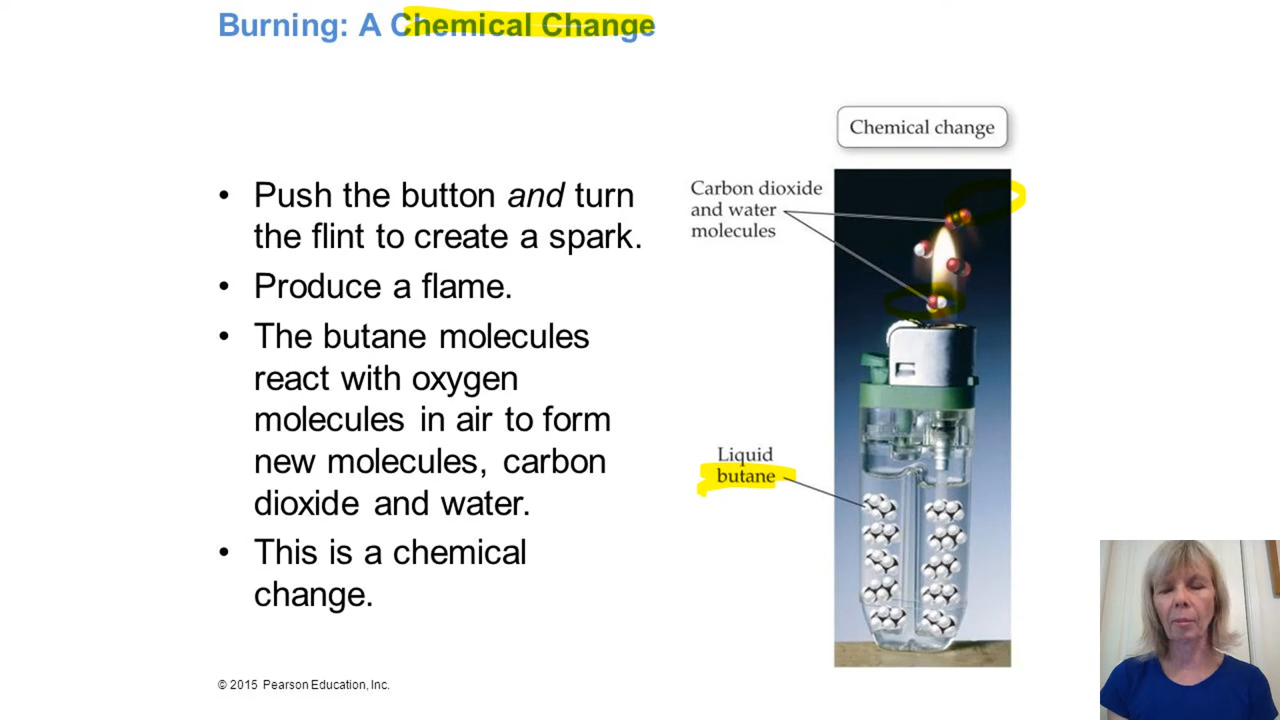 Burning: A Chemical Change
Chemical change
• Push the button and turn
the flint to create a spark.
• Produce a flame.
• The butane molecules
react with oxygen
molecules in air to form
new molecules, carbon
dioxide and water.
• This is a chemical
change.
Carbon dioxide
and water
molecules
Liquid
butane
© 2015 Pearson Education, Inc.